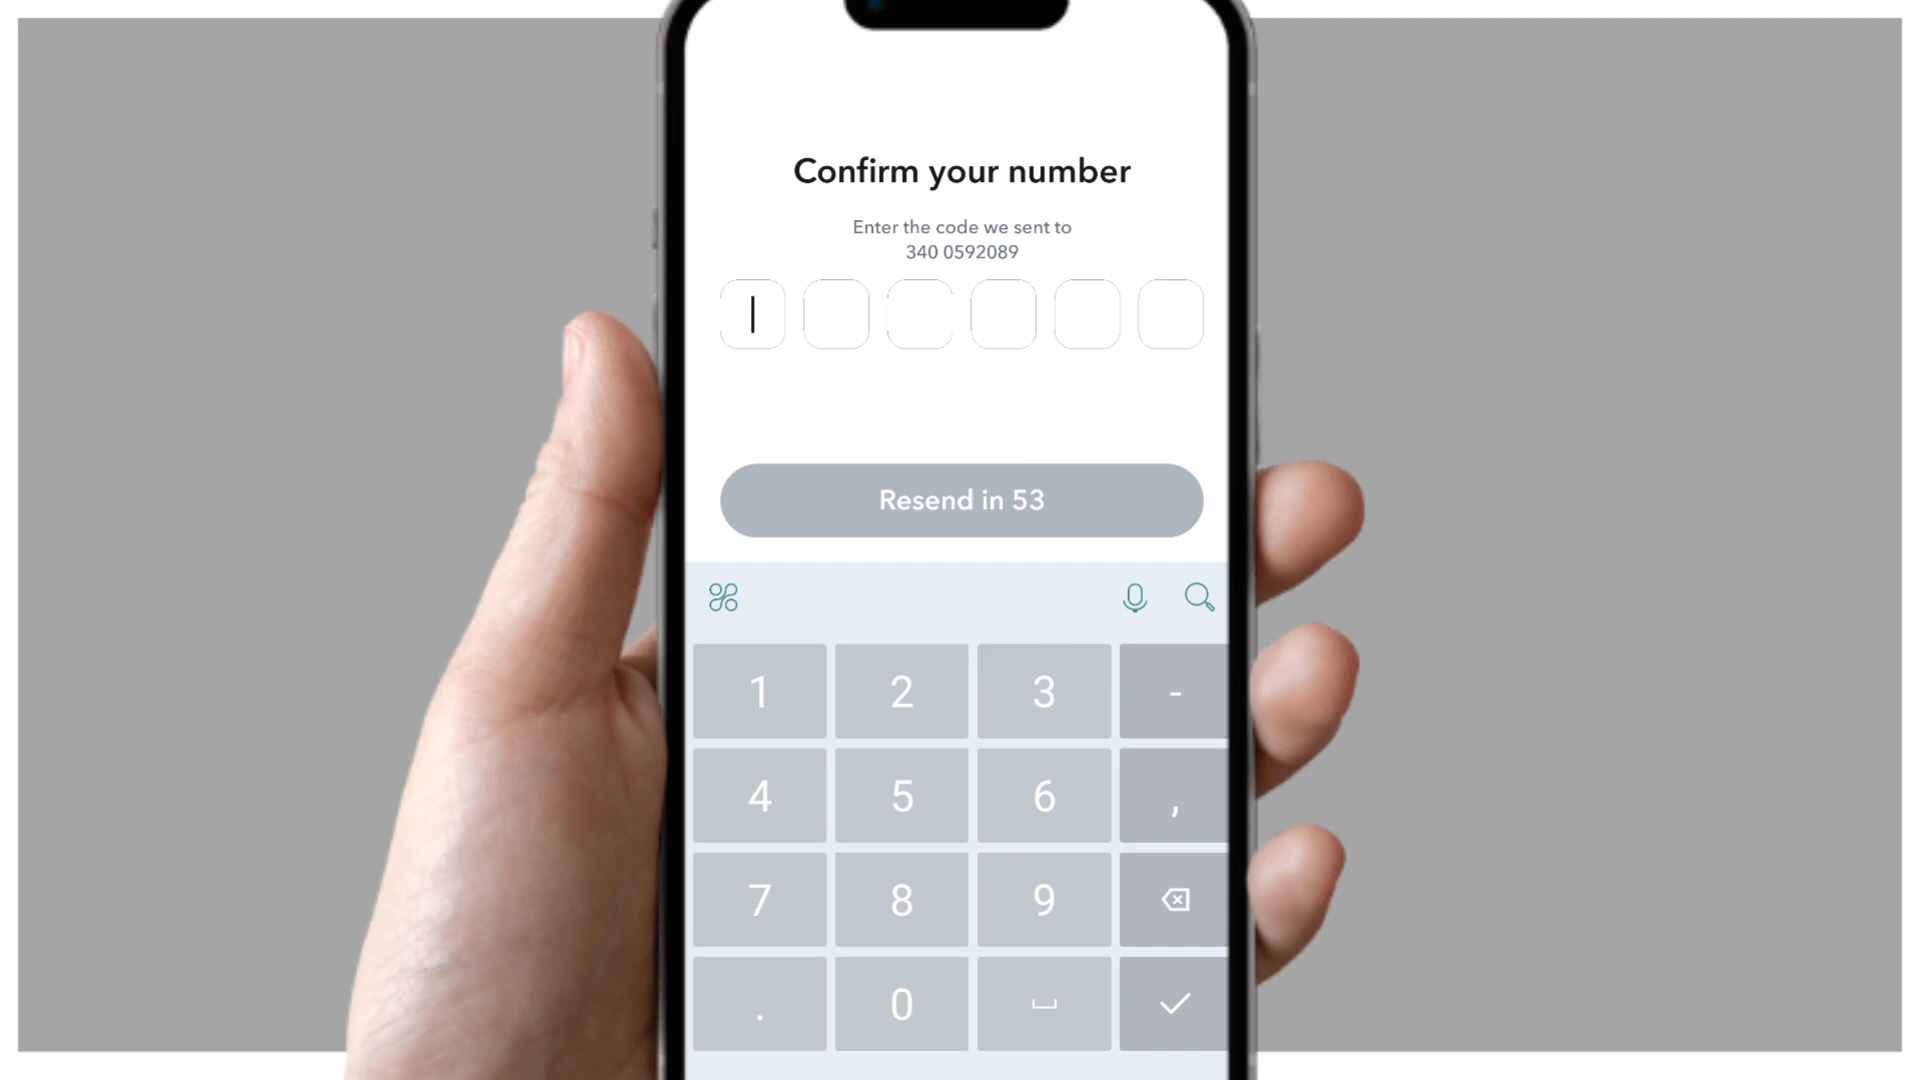 Confirm your number
Enter the code we sent to
340 0592089
Resend in 53
1 2 3 -
4 5 6 ,
7 8 9
. 0